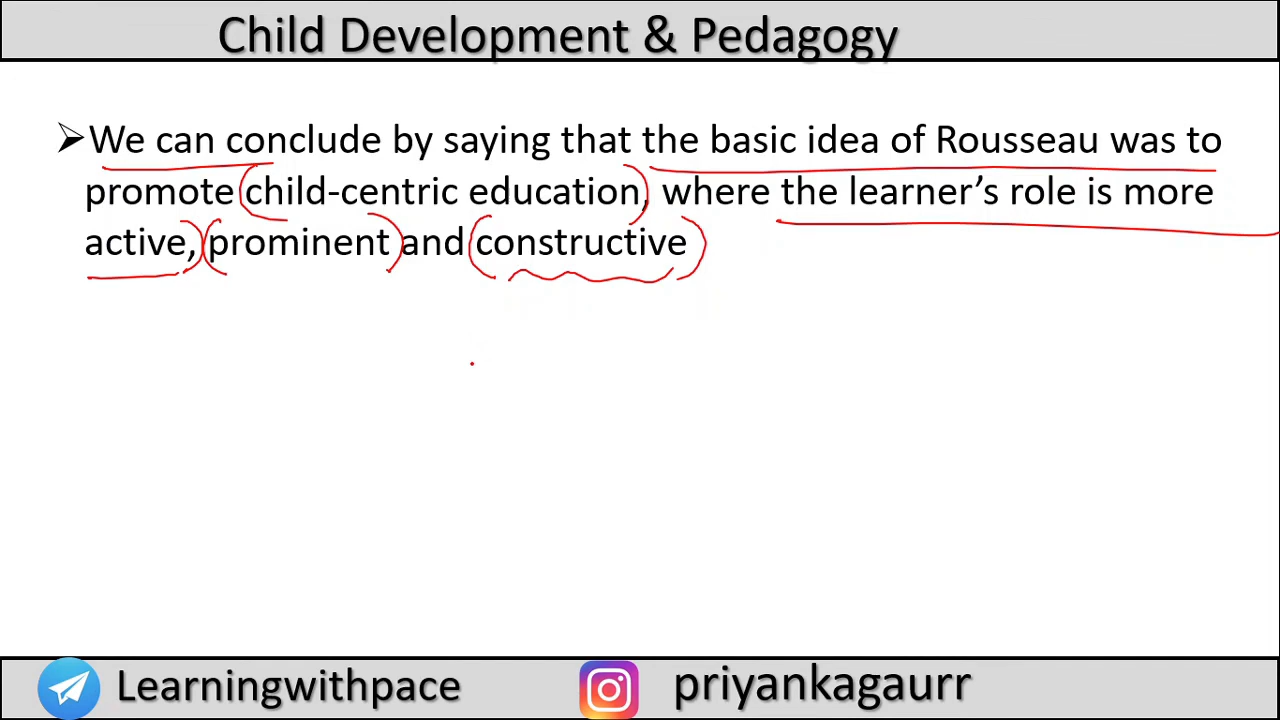 Child Development & Pedagogy
➢We can conclude by saying that the basic idea of Rousseau was to
promote child-centric education, where the learner’s role is more
active, prominent and constructive
Learningwithpace
priyankagaurr